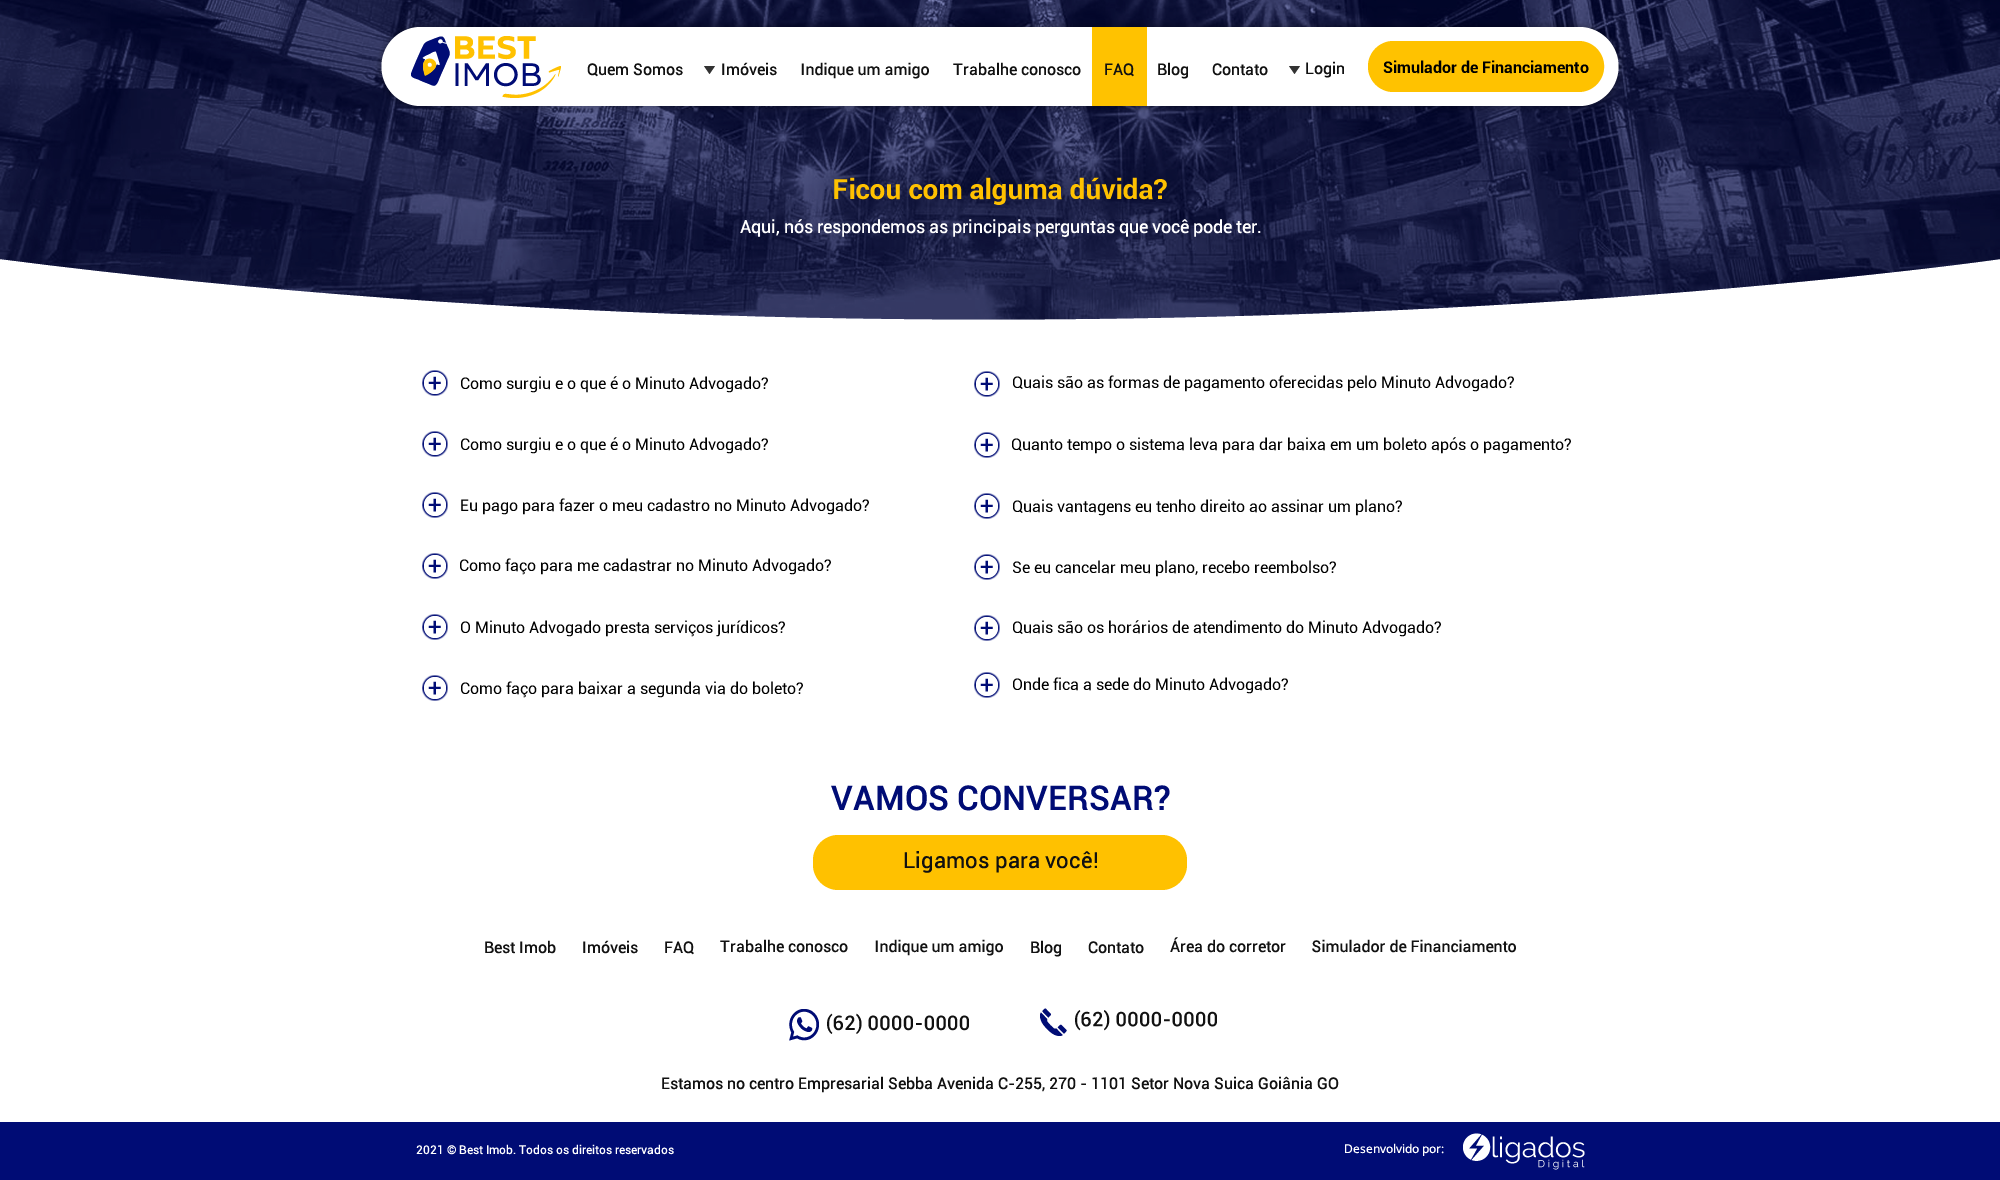 BEST
IMOB
Quem Somos
Imóveis
Indique um amigo
Trabalhe conosco
FAQ
Blog
Contato
Login
Simulador de Financiamento
Mult-Rodas
3242-1000
Hair
Vison
Ficou com alguma dúvida?
Aqui, nós respondemos as principais perguntas que você pode ter.
Como surgiu e o que é o Minuto Advogado?
Como surgiu e o que é o Minuto Advogado?
Eu pago para fazer o meu cadastro no Minuto Advogado?
Como faço para me cadastrar no Minuto Advogado?
O Minuto Advogado presta serviços jurídicos?
Como faço para baixar a segunda via do boleto?
Quais são as formas de pagamento oferecidas pelo Minuto Advogado?
Quanto tempo o sistema leva para dar baixa em um boleto após o pagamento?
Quais vantagens eu tenho direito ao assinar um plano?
Se eu cancelar meu plano, recebo reembolso?
Quais são os horários de atendimento do Minuto Advogado?
Onde fica a sede do Minuto Advogado?
VAMOS CONVERSAR?
Ligamos para você!
Best Imob
Imóveis
FAQ
Trabalhe conosco
Indique um amigo
Blog
Contato
Área do corretor
Simulador de Financiamento
(62) 0000-0000
(62) 0000-0000
Estamos no centro Empresarial Sebba Avenida C-255, 270 - 1101 Setor Nova Suica Goiânia GO
2021 © Best Imob. Todos os direitos reservados
Desenvolvido por:
ligados
Digital